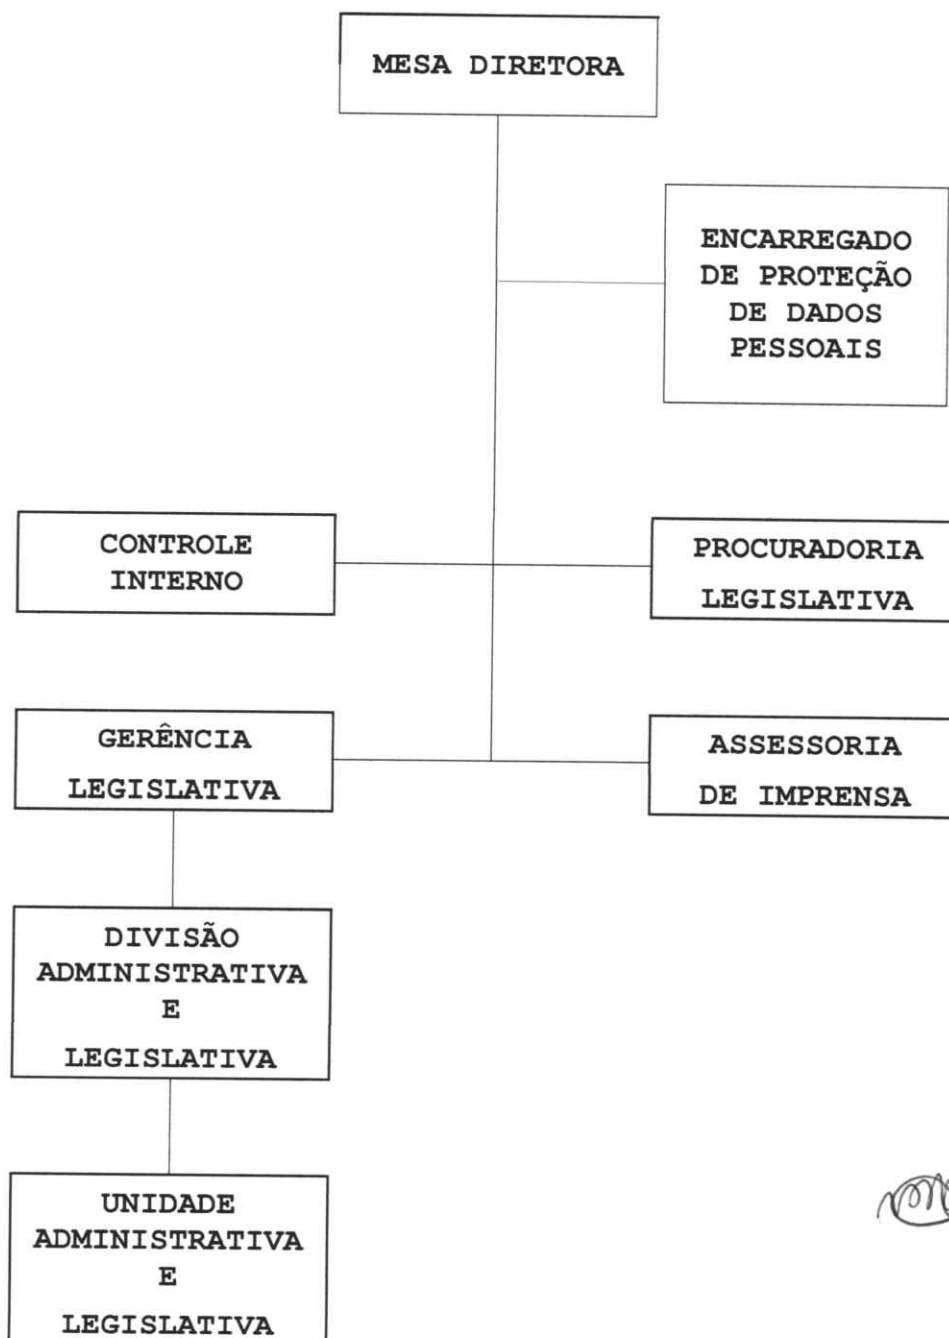 MESA DIRETORA
ENCARREGADO
DE PROTEÇÃO
DE DADOS
PESSOAIS
CONTROLE
INTERNO
PROCURADORIA
LEGISLATIVA
GERÊNCIA
LEGISLATIVA
ASSESSORIA
DE IMPRENSA
DIVISÃO
ADMINISTRATIVA
E
LEGISLATIVA
UNIDADE
ADMINISTRATIVA
E
LEGISLATIVA